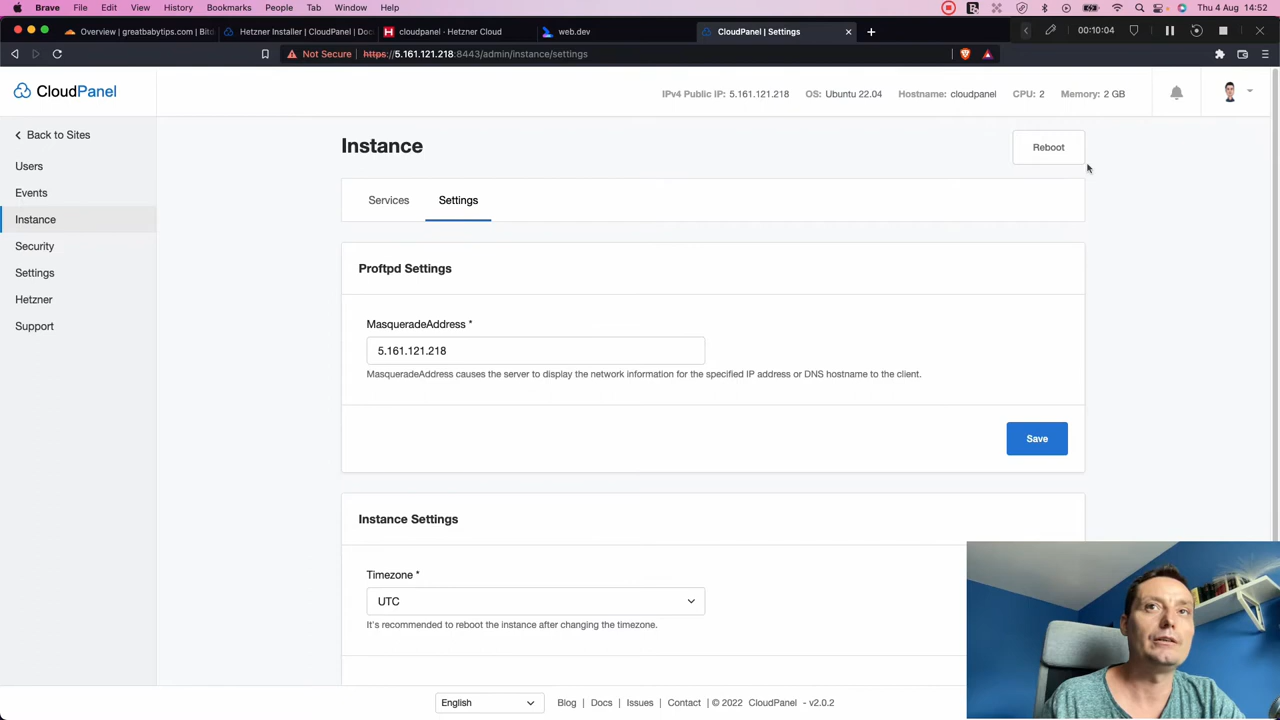 Brave File Edit View History Bookmarks People Tab Window Help Thu 4 Aug 14:52
Overview | greatbabytips.com | Bit
Hetzner Installer | CloudPanel | Doc
cloudpanel - Hetzner Cloud
web.dev
CloudPanel | Settings
00:10:04
Not Secure https://5.161.121.218:8443/admin/instance/settings
CloudPanel
IPv4 Public IP: 5.161.121.218 OS: Ubuntu 22.04 Hostname: cloudpanel CPU: 2 Memory: 2 GB
Back to Sites
Users
Events
Instance
Security
Settings
Hetzner
Support
Instance
Reboot
Services Settings
Proftpd Settings
MasqueradeAddress *
5.161.121.218
MasqueradeAddress causes the server to display the network information for the specified IP address or DNS hostname to the client.
Save
Instance Settings
Timezone *
UTC
It's recommended to reboot the instance after changing the timezone.
English Blog | Docs | Issues | Contact | © 2022 CloudPanel - v2.0.2